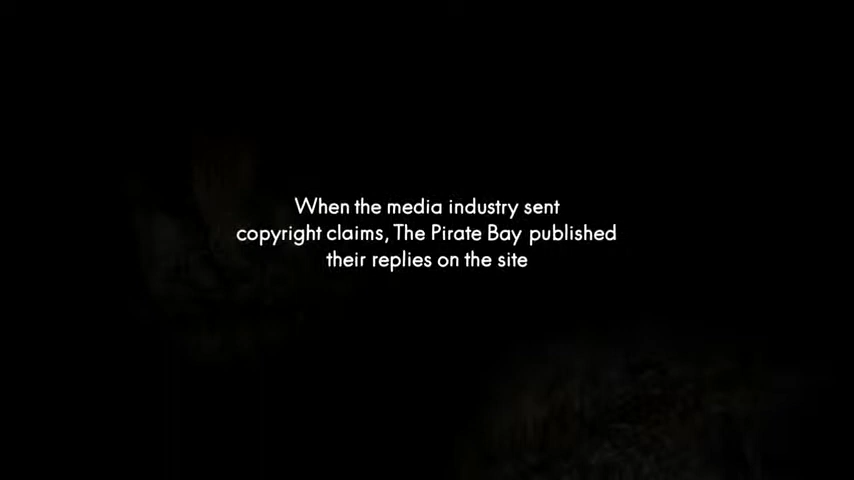 When the media industry sent
copyright claims, The Pirate Bay published
their replies on the site